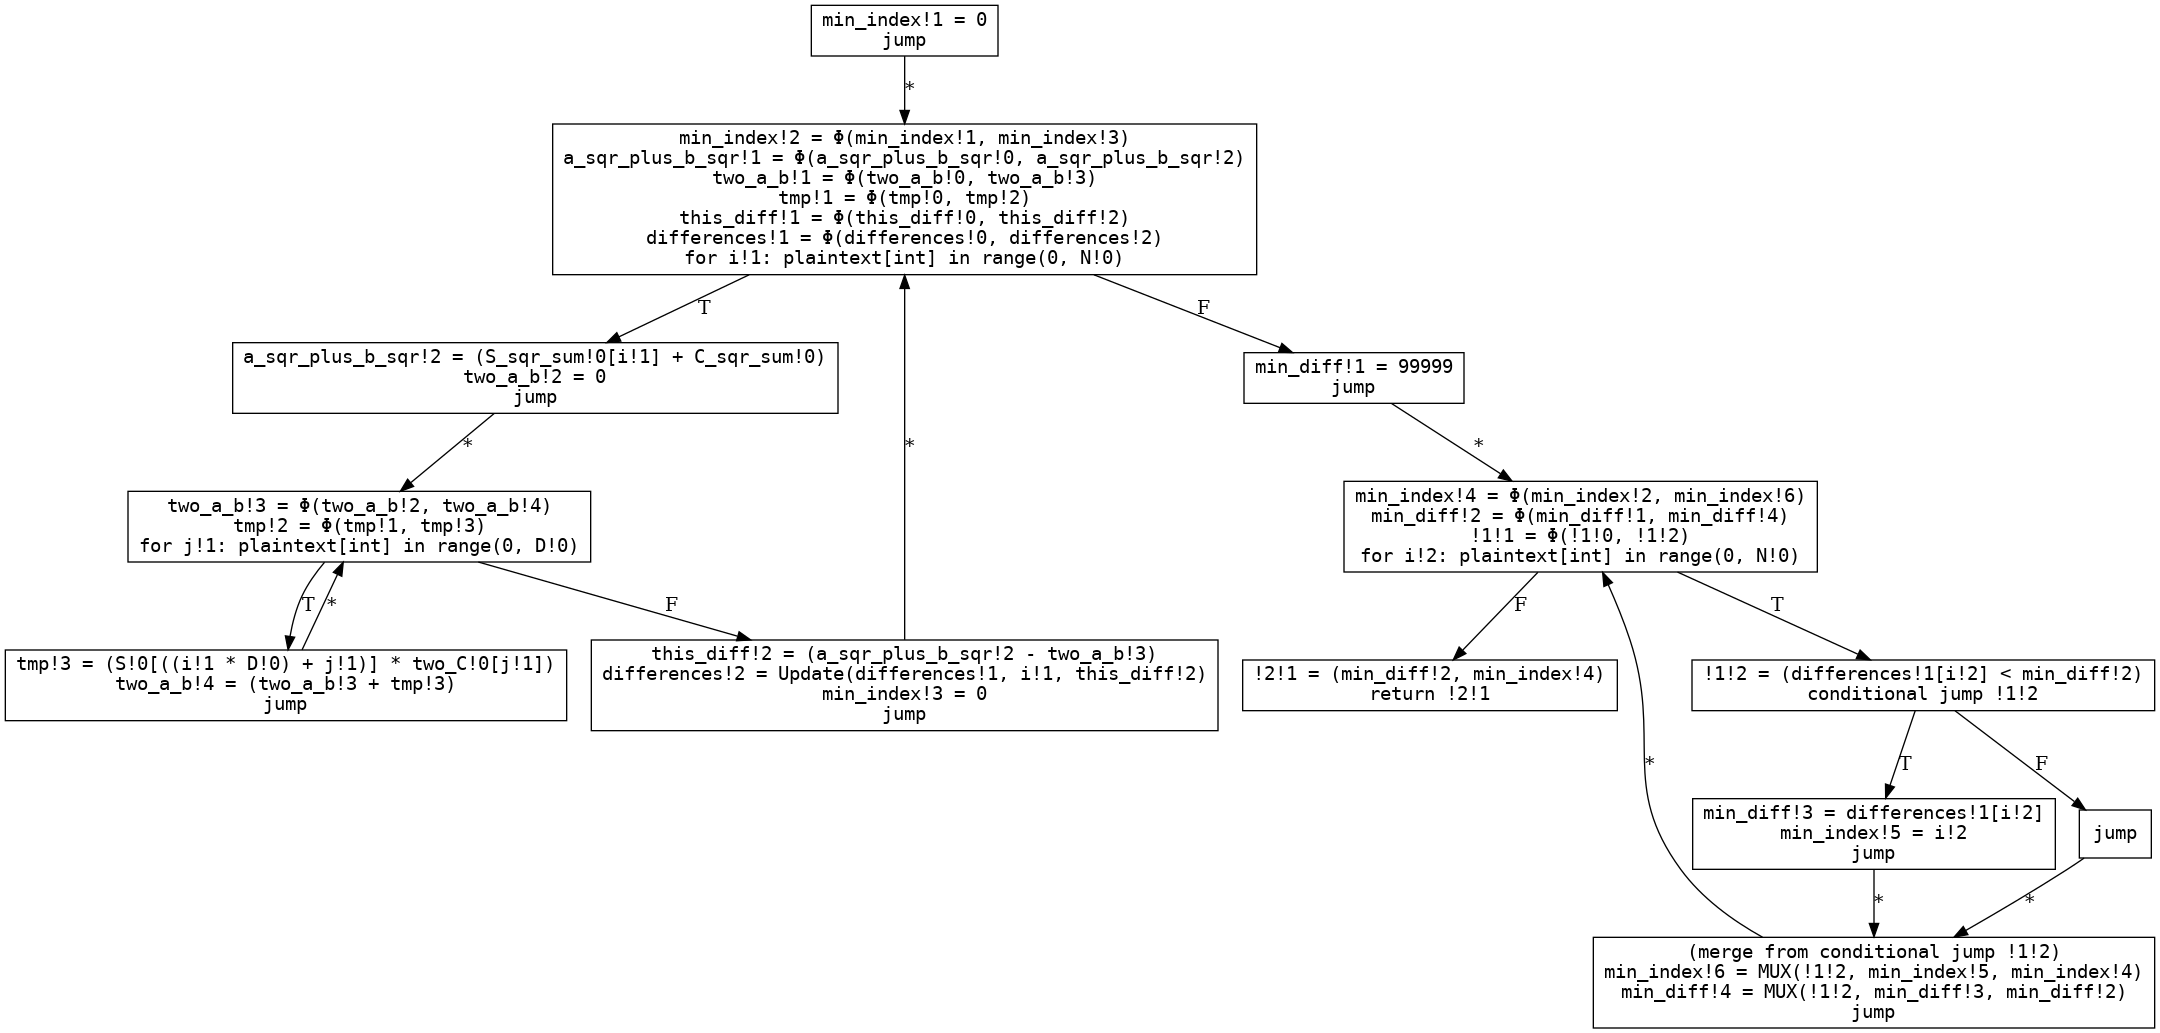 min_index!1 = 0
jump
*
min_index!2 = Φ(min_index!1, min_index!3)
a_sqr_plus_b_sqr!1 = Φ(a_sqr_plus_b_sqr!0, a_sqr_plus_b_sqr!2)
two_a_b!1 = Φ(two_a_b!0, two_a_b!3)
tmp!1 = Φ(tmp!0, tmp!2)
this_diff!1 = Φ(this_diff!0, this_diff!2)
differences!1 = Φ(differences!0, differences!2)
for i!1: plaintext[int] in range(0, N!0)
T
F
a_sqr_plus_b_sqr!2 = (S_sqr_sum!0[i!1] + C_sqr_sum!0)
two_a_b!2 = 0
jump
min_diff!1 = 99999
jump
*
*
*
two_a_b!3 = Φ(two_a_b!2, two_a_b!4)
tmp!2 = Φ(tmp!1, tmp!3)
for j!1: plaintext[int] in range(0, D!0)
min_index!4 = Φ(min_index!2, min_index!6)
min_diff!2 = Φ(min_diff!1, min_diff!4)
!1!1 = Φ(!1!0, !1!2)
for i!2: plaintext[int] in range(0, N!0)
T
*
F
F
T
tmp!3 = (S!0[((i!1 * D!0) + j!1)] * two_C!0[j!1])
two_a_b!4 = (two_a_b!3 + tmp!3)
jump
this_diff!2 = (a_sqr_plus_b_sqr!2 - two_a_b!3)
differences!2 = Update(differences!1, i!1, this_diff!2)
min_index!3 = 0
jump
!2!1 = (min_diff!2, min_index!4)
return !2!1
!1!2 = (differences!1[i!2] < min_diff!2)
conditional jump !1!2
*
T
F
min_diff!3 = differences!1[i!2]
min_index!5 = i!2
jump
jump
*
*
(merge from conditional jump !1!2)
min_index!6 = MUX(!1!2, min_index!5, min_index!4)
min_diff!4 = MUX(!1!2, min_diff!3, min_diff!2)
jump